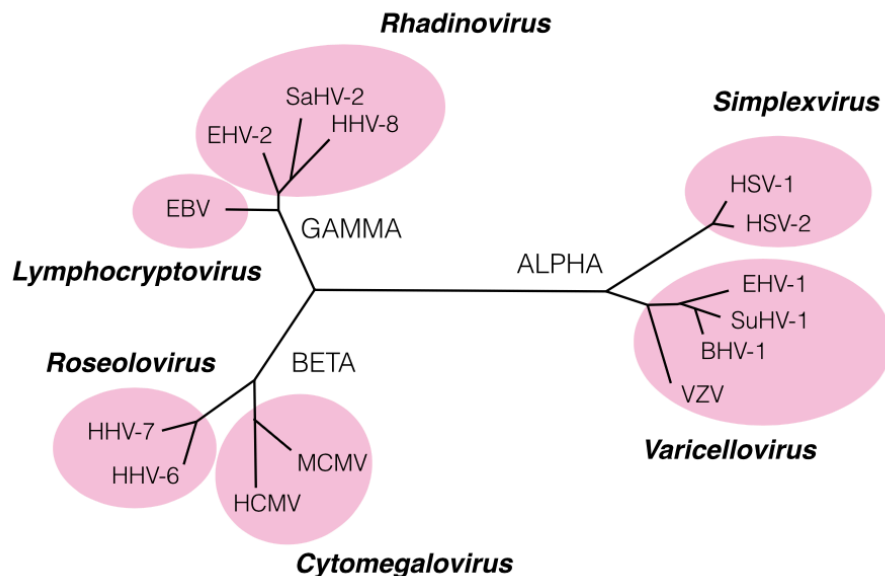 Rhadinovirus
SaHV-2
HHV-8
EHV-2
EBV
GAMMA
Lymphocryptovirus
Simplexvirus
HSV-1
HSV-2
ALPHA
EHV-1
SuHV-1
BHV-1
VZV
Varicellovirus
Roseolovirus
BETA
HHV-7
HHV-6
MCMV
HCMV
Cytomegalovirus